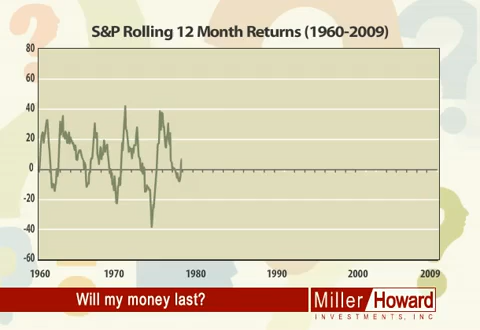 S&P Rolling 12 Month Returns (1960-2009)
80
60
40
20
0
-20
-40
-60
1960 1970 1980 1990 2000 2009
Will my money last?
Miller/Howard
INVESTMENTS, INC